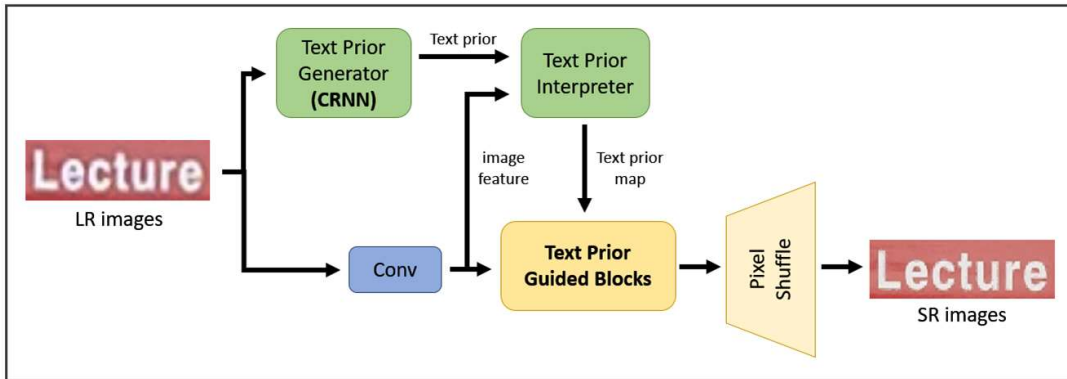 Text Prior
Generator
(CRNN)
Text prior
Text Prior
Interpreter
Lecture
LR images
image
feature
Text prior
map
Conv
Text Prior
Guided Blocks
Pixel
Shuffle
Lecture
SR images